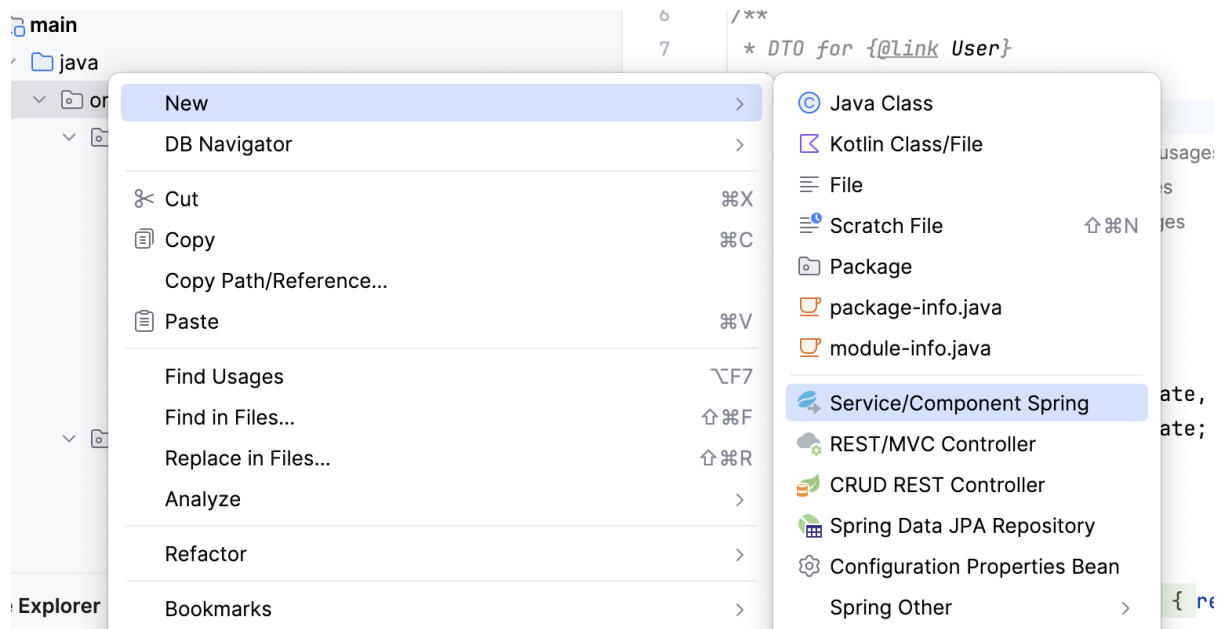 main
java
6
/**
7
* DTO for {@link User}
New
DB Navigator
Cut ⌘X
Copy ⌘C
Copy Path/Reference...
Paste ⌘V
Find Usages ⌥F7
Find in Files... ⇧⌘F
Replace in Files... ⇧⌘R
Analyze
Refactor
Bookmarks
Explorer
Java Class
Kotlin Class/File
File
Scratch File ⇧⌘N
Package
package-info.java
module-info.java
Service/Component Spring
REST/MVC Controller
CRUD REST Controller
Spring Data JPA Repository
Configuration Properties Bean
Spring Other
{